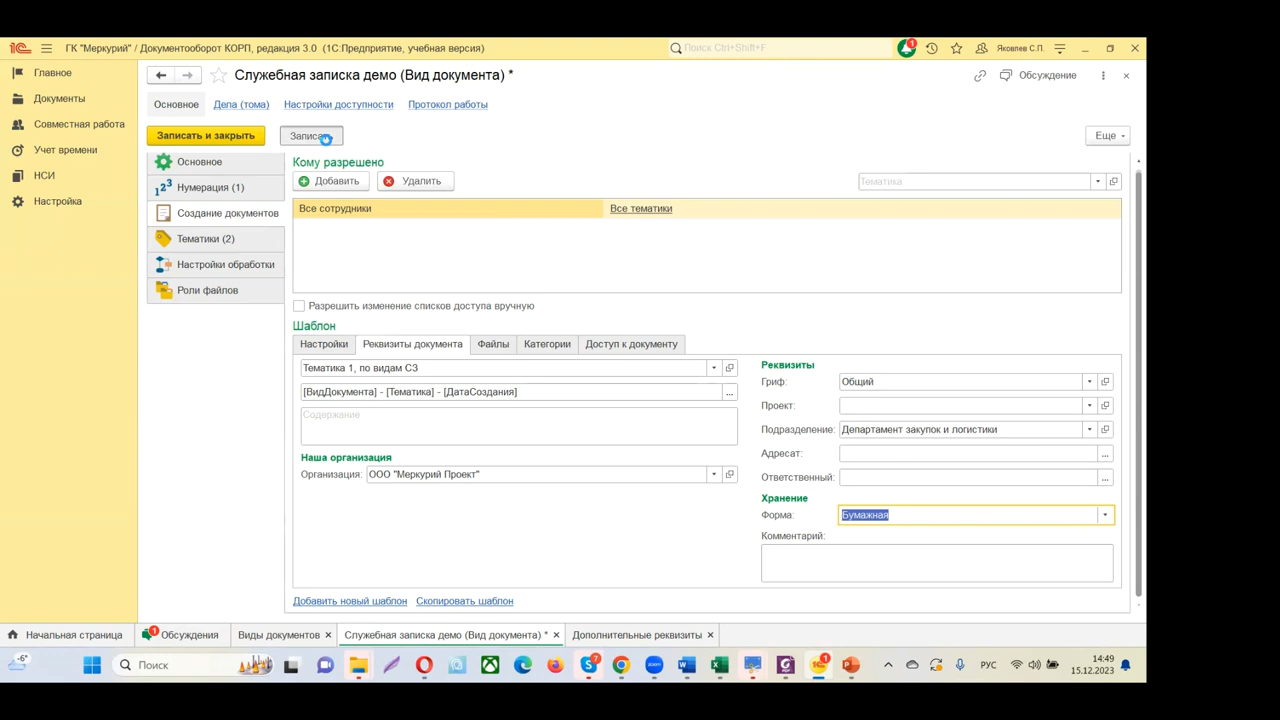 ГК "Меркурий" / Документооборот КОРП, редакция 3.0 (1С:Предприятие, учебная версия)
Поиск Ctrl+Shift+F
1
Яковлев С.П.
Главное
Документы
Совместная работа
Учет времени
НСИ
Настройка
Служебная записка демо (Вид документа) *
Обсуждение
Основное
Дела (тома)
Настройки доступности
Протокол работы
Записать и закрыть
Еще
Основное
Нумерация (1)
Создание документов
Тематики (2)
Настройки обработки
Роли файлов
Кому разрешено
Добавить
Удалить
Тематика
Все сотрудники
Все тематики
Разрешить изменение списков доступа вручную
Шаблон
Настройки
Реквизиты документа
Файлы
Категории
Доступ к документу
Тематика 1, по видам СЗ
[ВидДокумента] - [Тематика] - [ДатаСоздания]
...
Содержание
Наша организация
Организация: ООО "Меркурий Проект"
Реквизиты
Гриф: Общий
Проект:
Подразделение: Департамент закупок и логистики
Адресат: ...
Ответственный: ...
Хранение
Форма: Бумажная
Комментарий:
Добавить новый шаблон
Скопировать шаблон
Начальная страница
1
Обсуждения
Виды документов
Служебная записка демо (Вид документа) *
Дополнительные реквизиты
-6°
Поиск
7
1
РУС
14:49
15.12.2023